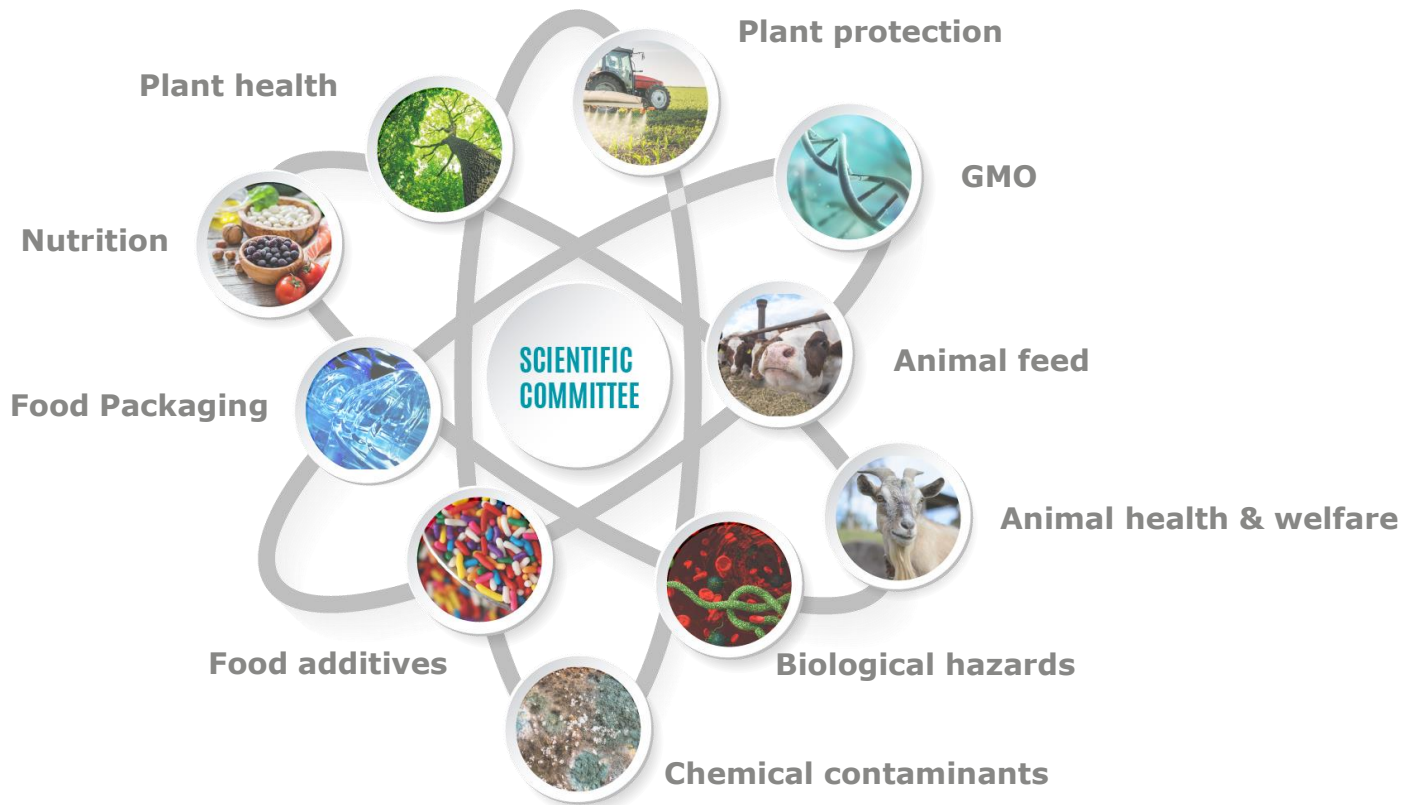 Plant protection
Plant health
GMO
Nutrition
SCIENTIFIC
COMMITTEE
Animal feed
Food Packaging
Animal health & welfare
Food additives
Biological hazards
Chemical contaminants